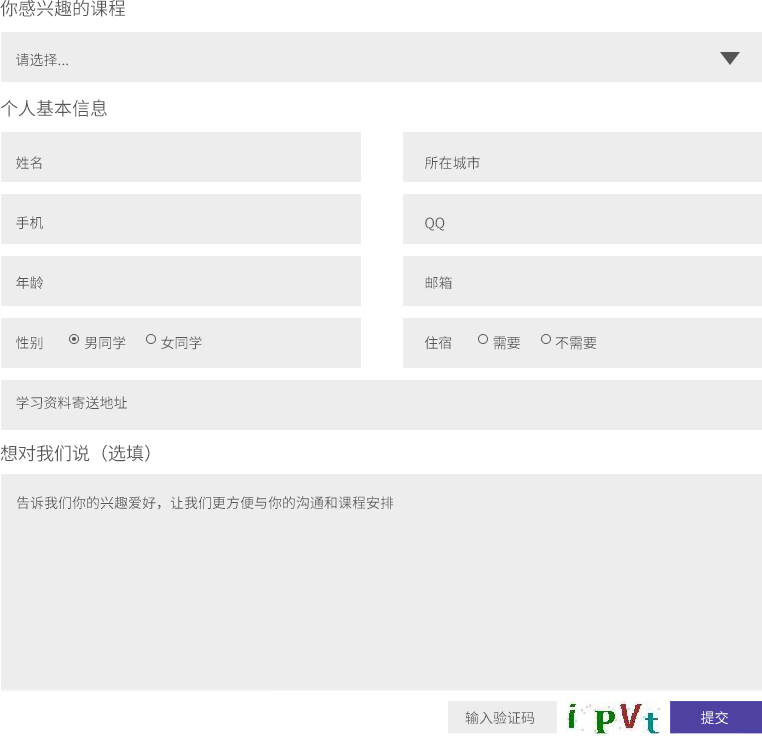 你感兴趣的课程
请选择...
个人基本信息
姓名 所在城市
手机 QQ
年龄 邮箱
性别 男同学 女同学 住宿 需要 不需要
学习资料寄送地址
想对我们说（选填）
告诉我们你的兴趣爱好，让我们更方便与你的沟通和课程安排
输入验证码 ipVt 提交